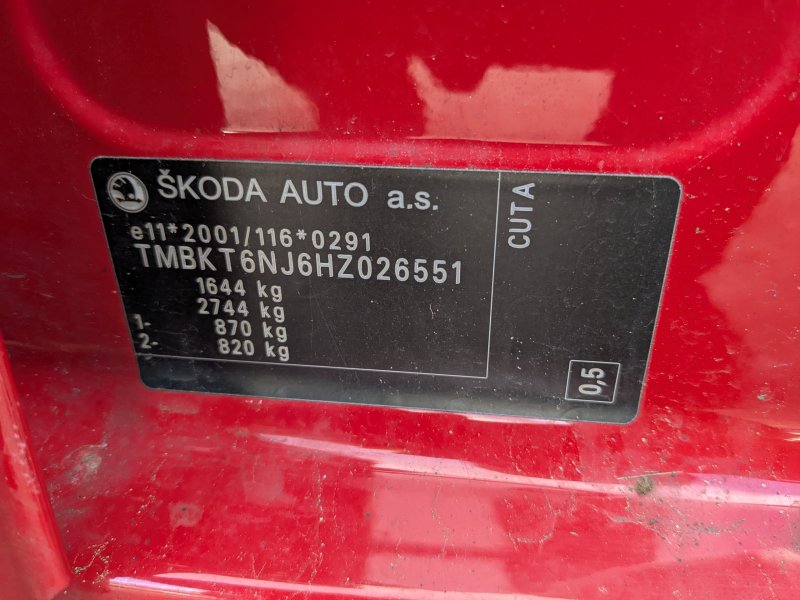 ŠKODA AUTO a.s.
e11*2001/116*0291
TMBKT6NJ6HZ026551
1644 kg
2744 kg
1- 870 kg
2- 820 kg
CUTA
0,5